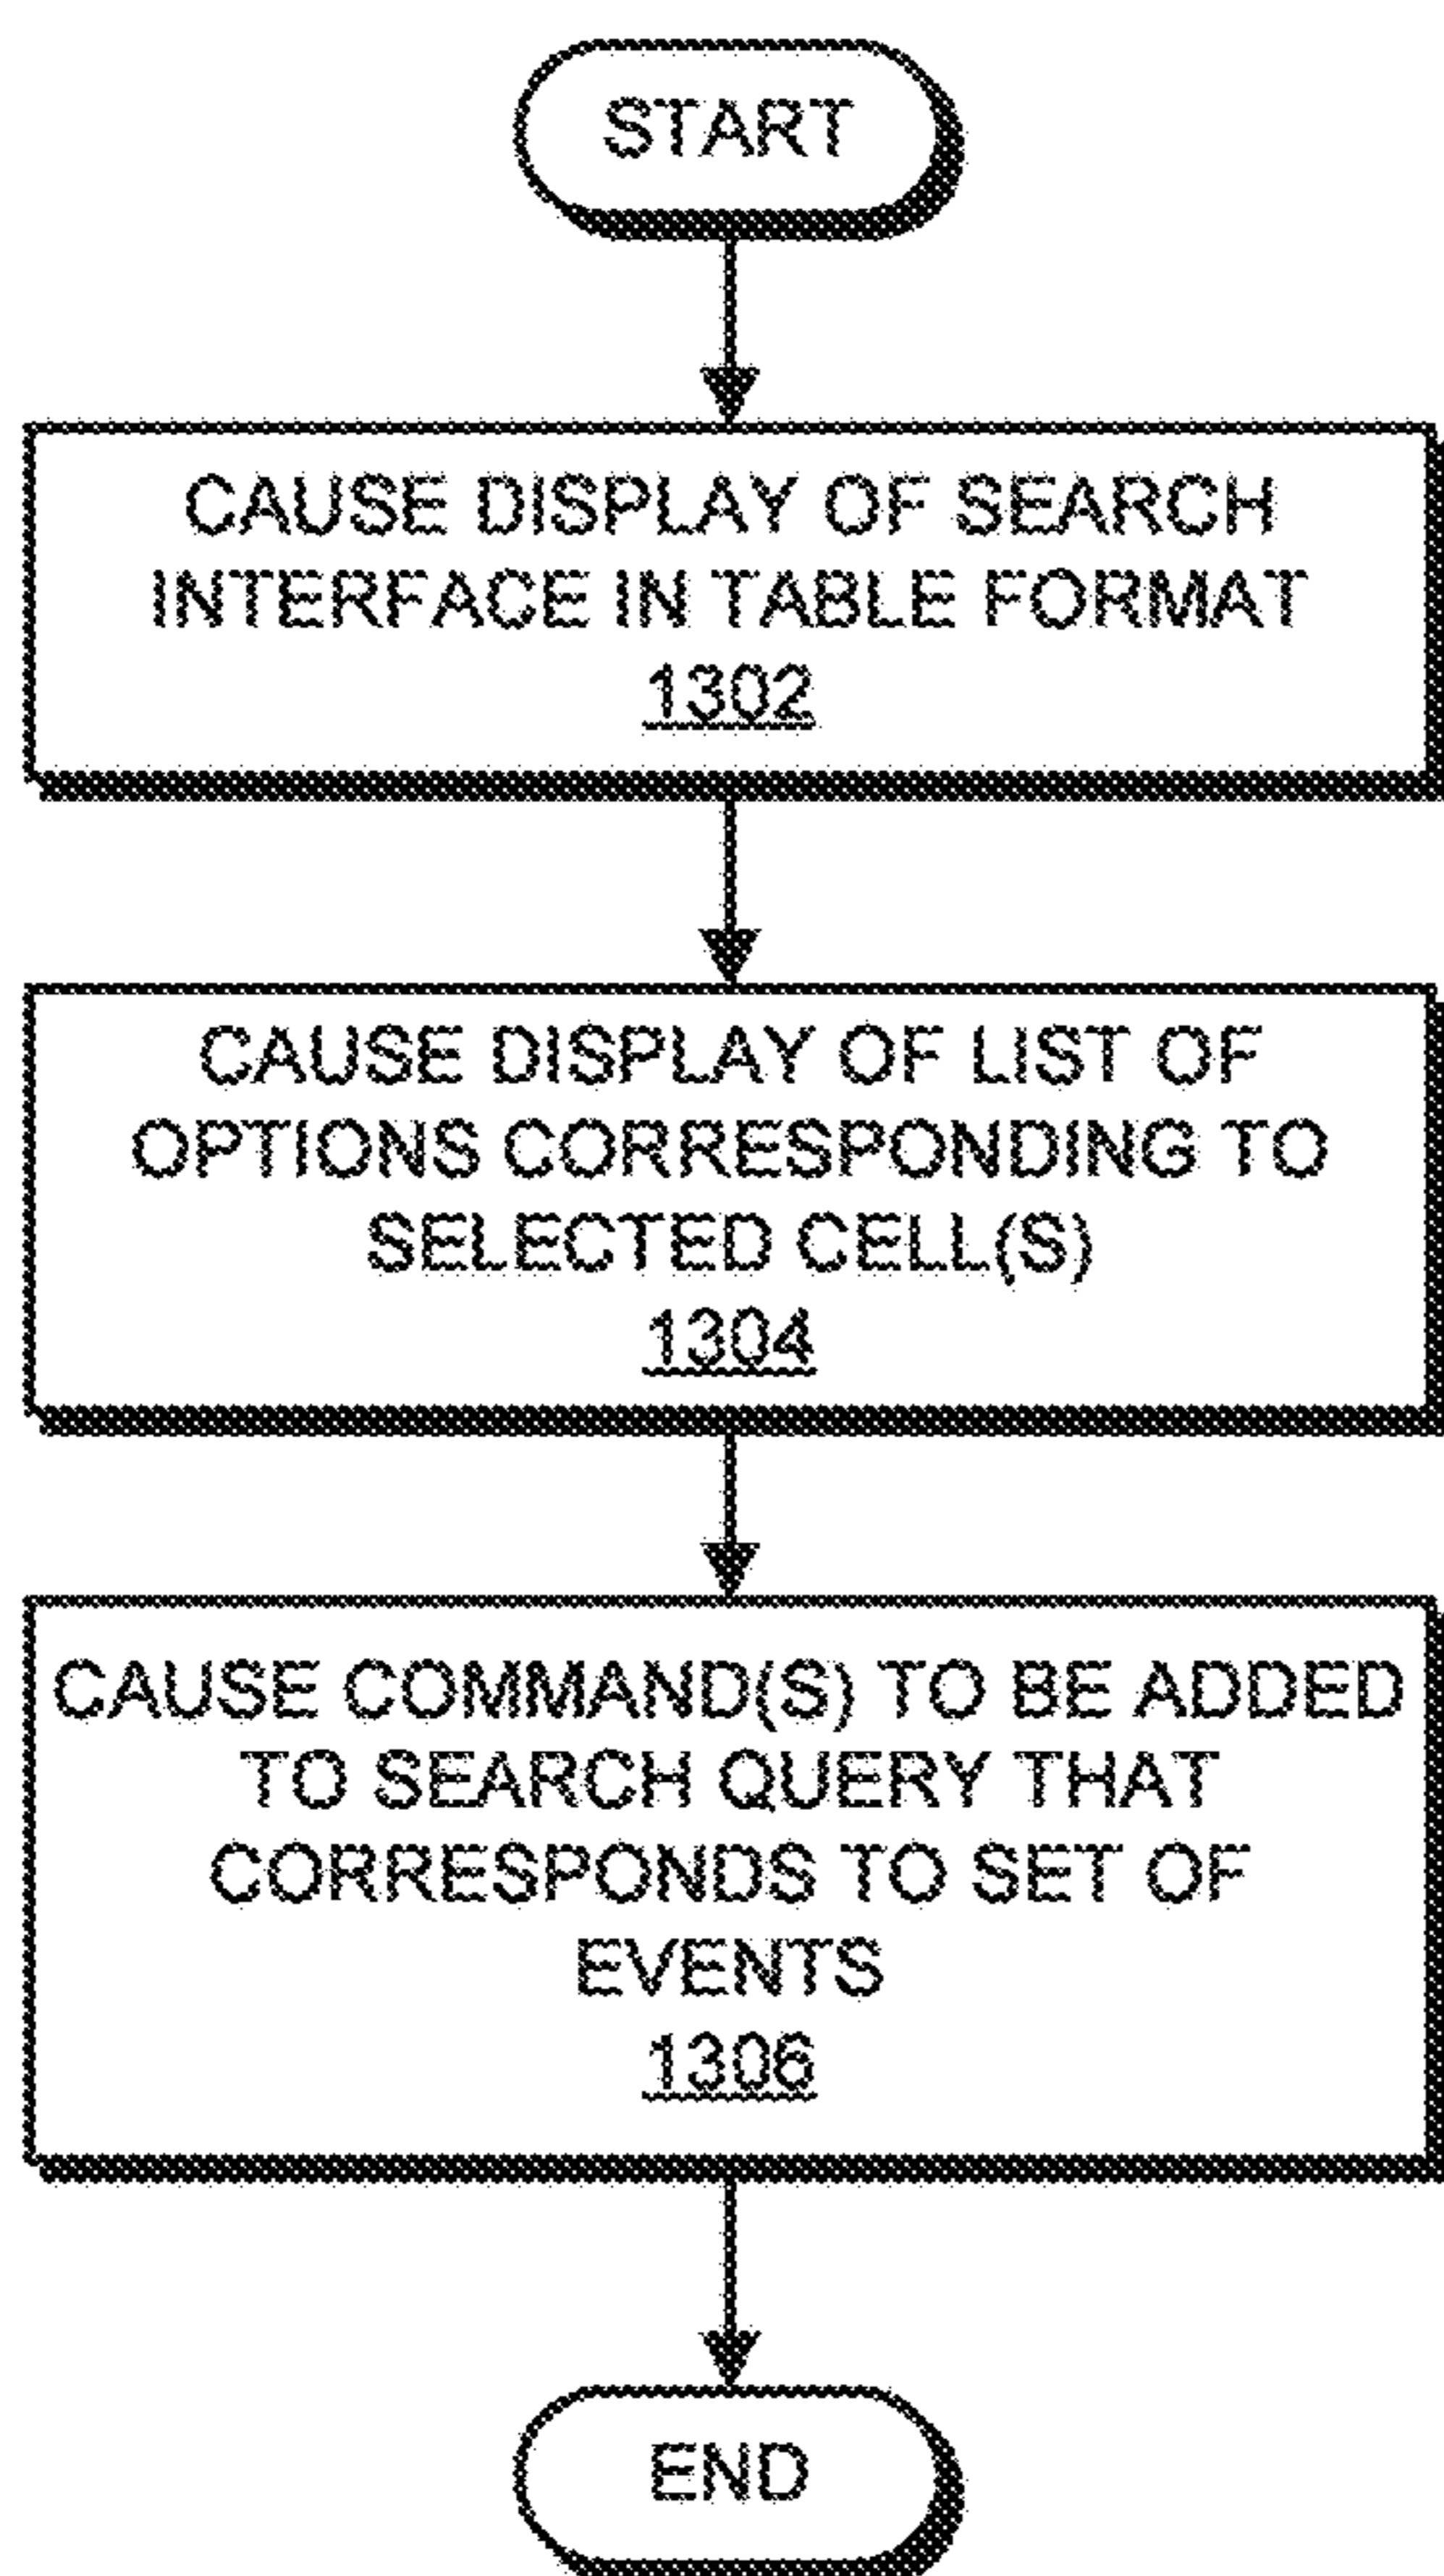 START
CAUSE DISPLAY OF SEARCH
INTERFACE IN TABLE FORMAT
1302
CAUSE DISPLAY OF LIST OF
OPTIONS CORRESPONDING TO
SELECTED CELL(S)
1304
CAUSE COMMAND(S) TO BE ADDED
TO SEARCH QUERY THAT
CORRESPONDS TO SET OF
EVENTS
1306
END